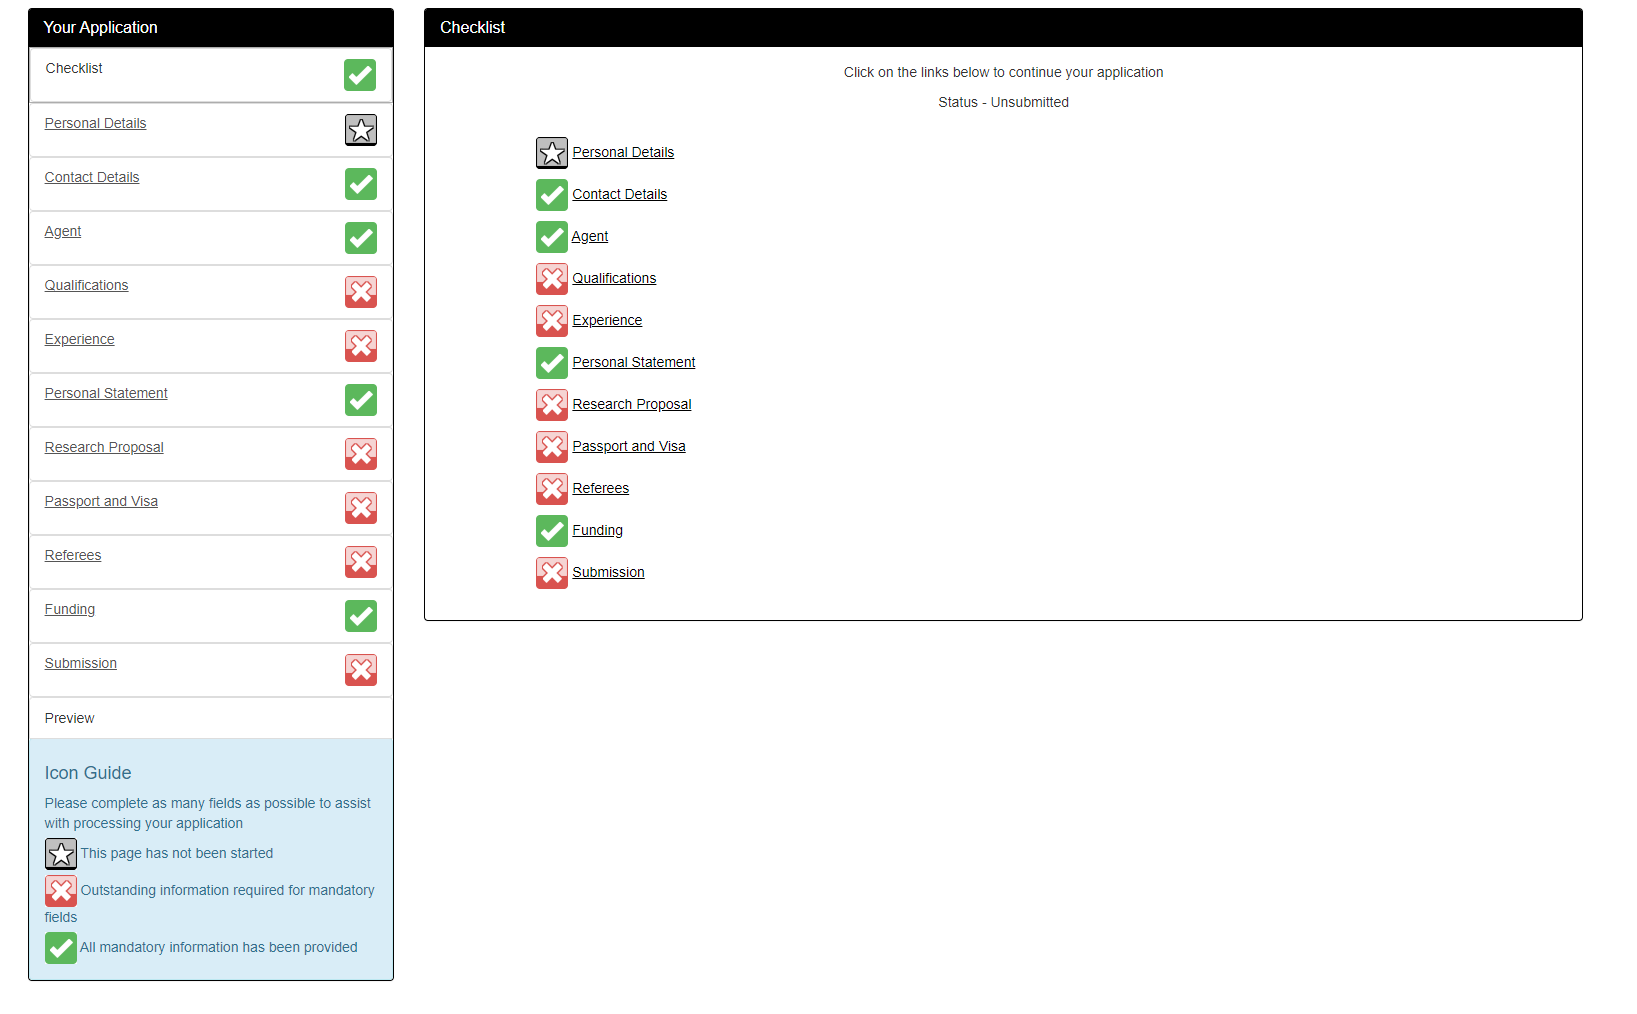 Your Application
Checklist
Personal Details
Contact Details
Agent
Qualifications
Experience
Personal Statement
Research Proposal
Passport and Visa
Referees
Funding
Submission
Preview
Icon Guide
Please complete as many fields as possible to assist
with processing your application
This page has not been started
Outstanding information required for mandatory
fields
All mandatory information has been provided
Checklist
Click on the links below to continue your application
Status - Unsubmitted
Personal Details
Contact Details
Agent
Qualifications
Experience
Personal Statement
Research Proposal
Passport and Visa
Referees
Funding
Submission